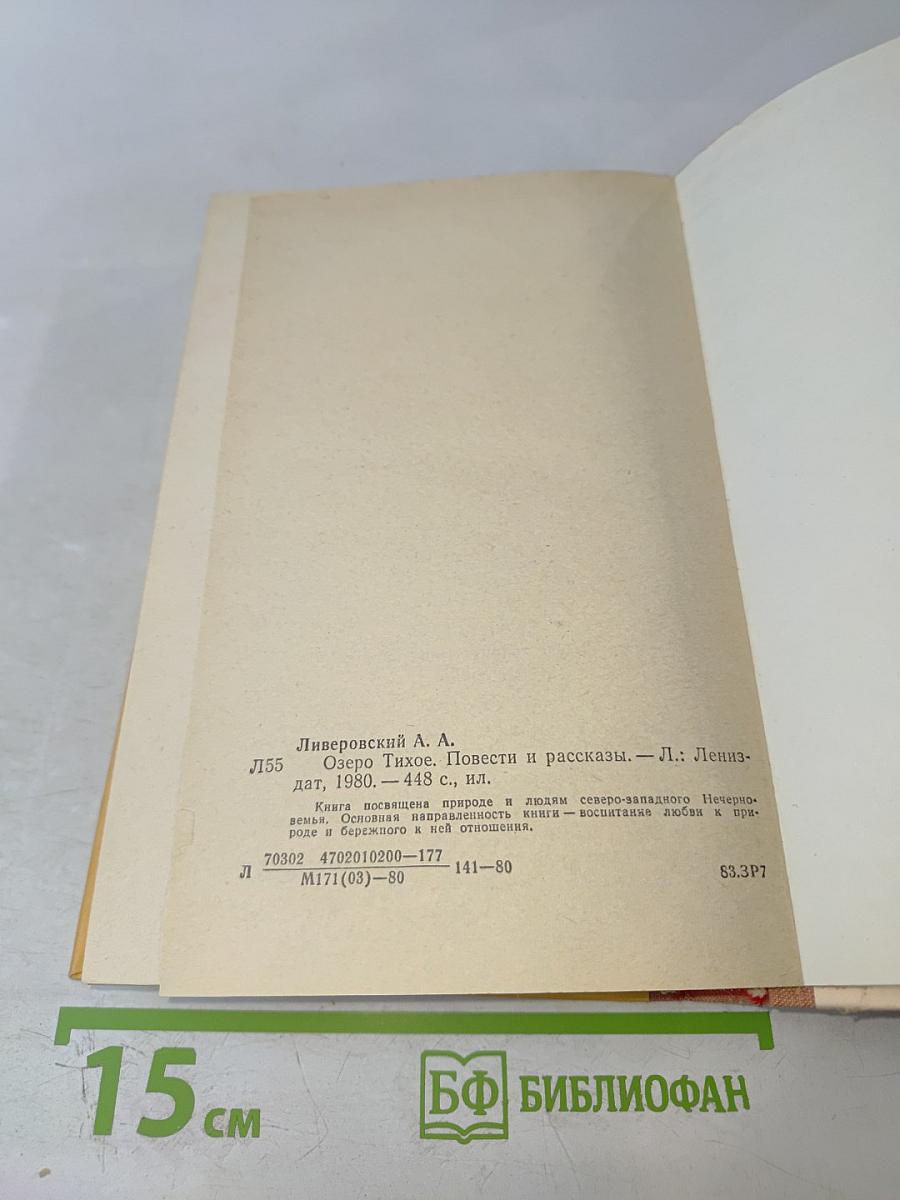 Ливеровский А. А.
Л55 Озеро Тихое. Повести и рассказы. — Л.: Лениз-
дат, 1980. — 448 с., ил.
Книга посвящена природе и людям северо-западного Нечерно-
земья. Основная направленность книги — воспитание любви к при-
роде и бережного к ней отношения.
Л 70302 4702010200—177
М171(03)—80 141—80 83.3Р7
15 см БФ БИБЛИОФАН